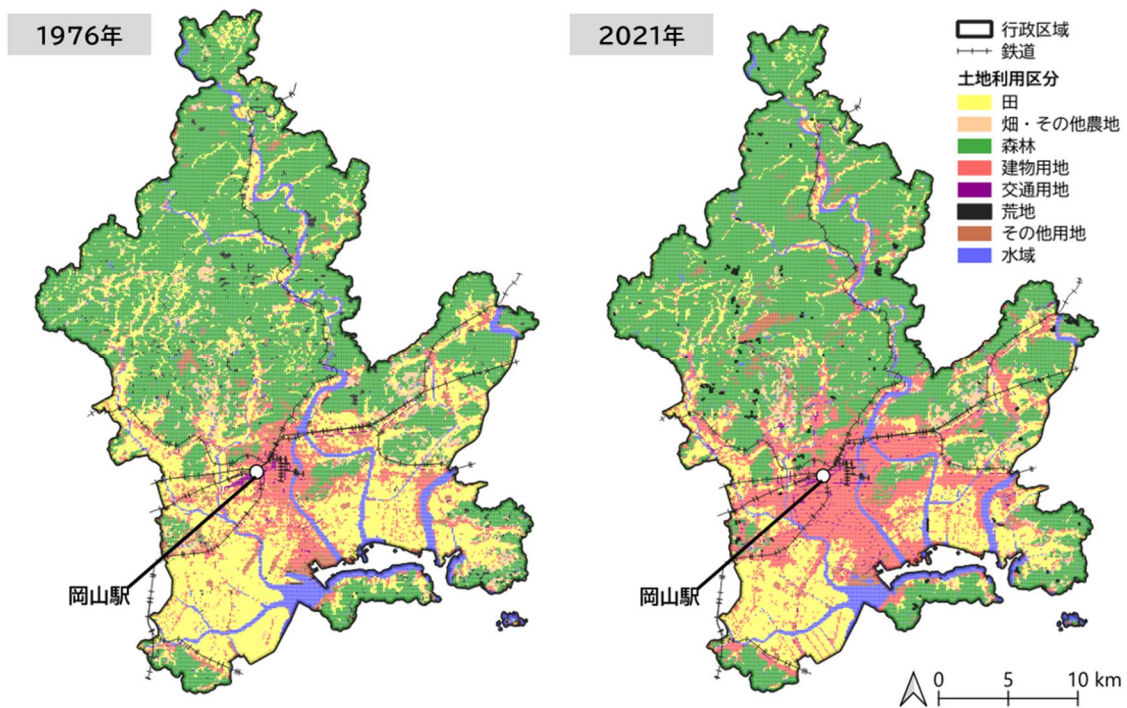 1976年
2021年
行政区域
鉄道
土地利用区分
田
畑・その他農地
森林
建物用地
交通用地
荒地
その他用地
水域
岡山駅
岡山駅
0 5 10 km